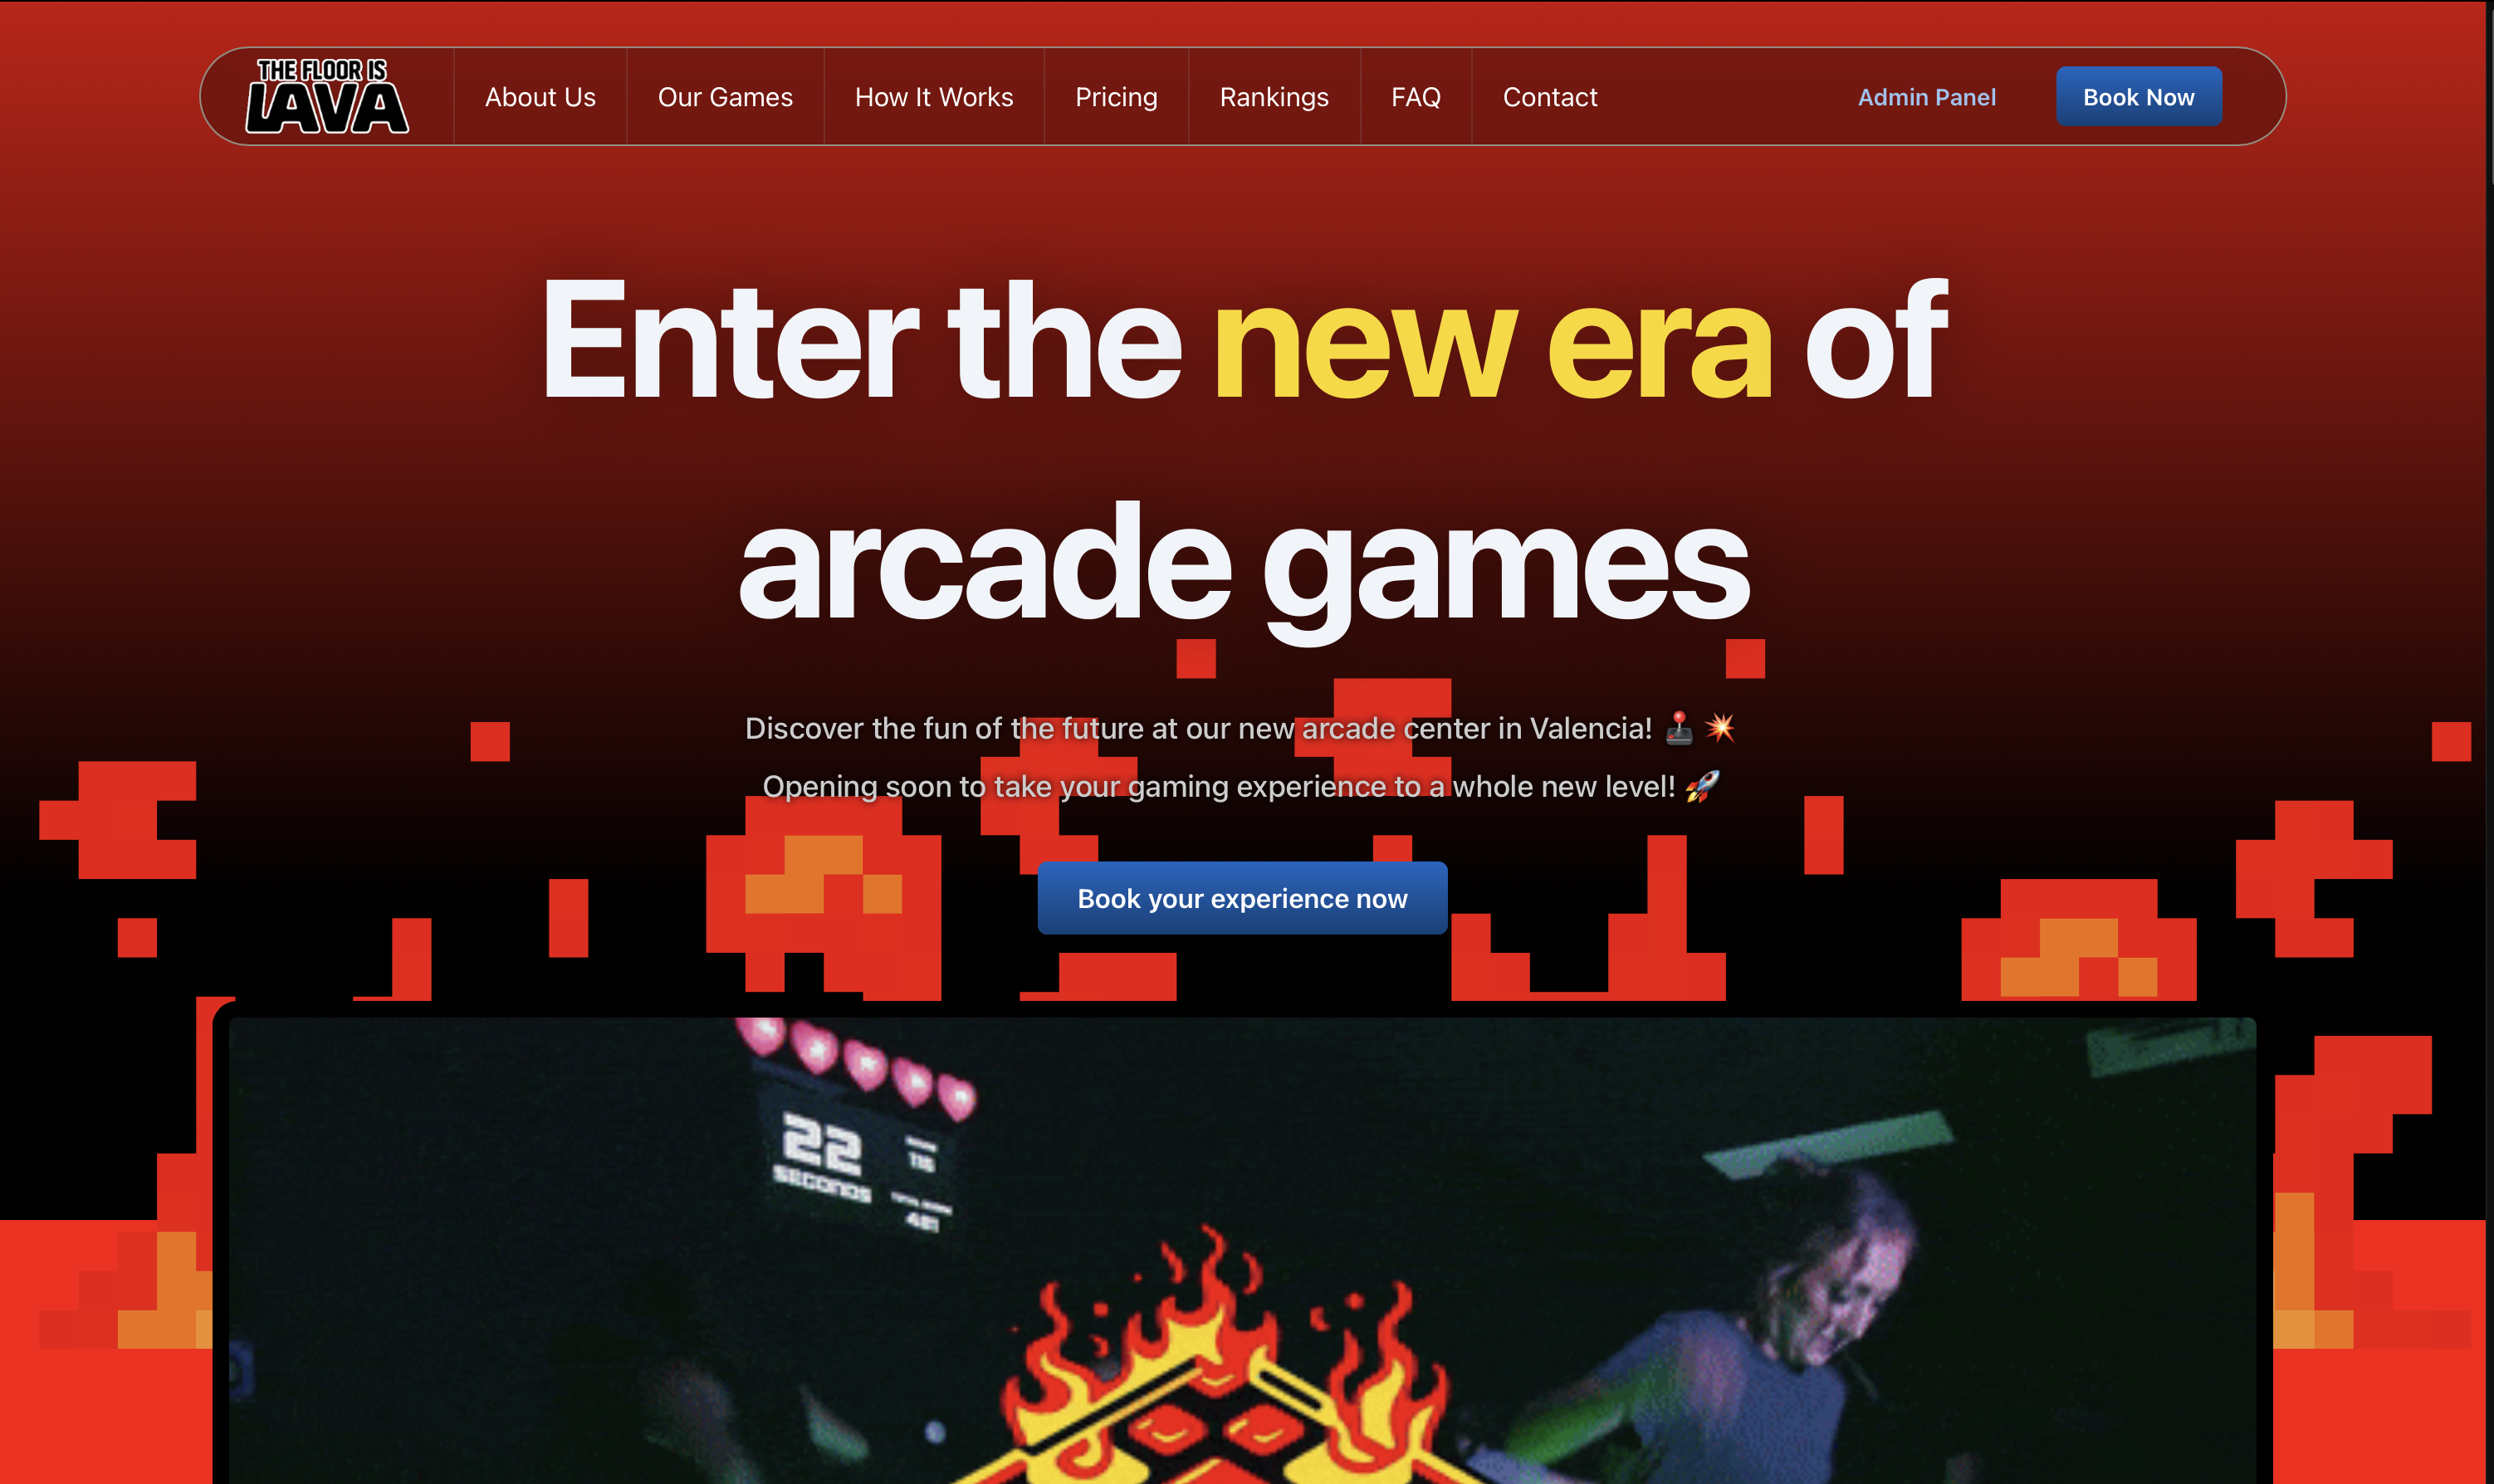 THE FLOOR IS
LAVA
About Us
Our Games
How It Works
Pricing
Rankings
FAQ
Contact
Admin Panel
Book Now
Enter the new era of
arcade games
Discover the fun of the future at our new arcade center in Valencia! 🕹️ 💥
Opening soon to take your gaming experience to a whole new level! 🚀
Book your experience now
22
SECONDS